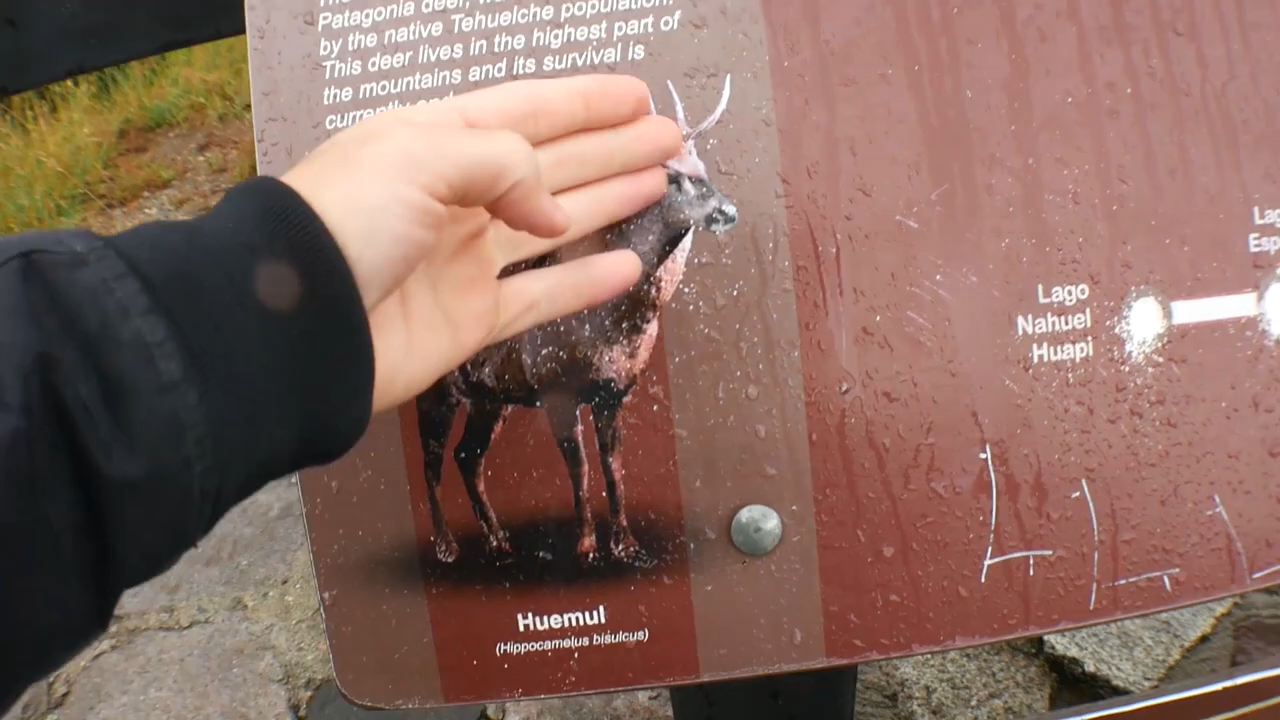 Patagonia deer,
by the native Tehuelche population.
This deer lives in the highest part of
the mountains and its survival is
currently
Huemul
(Hippocamelus bisulcus)
Lago
Nahuel
Huapi